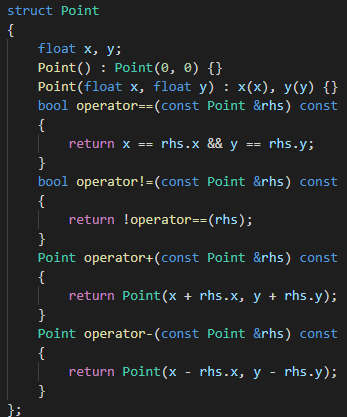 struct Point
{
    float x, y;
    Point() : Point(0, 0) {}
    Point(float x, float y) : x(x), y(y) {}
    bool operator==(const Point &rhs) const
    {
        return x == rhs.x && y == rhs.y;
    }
    bool operator!=(const Point &rhs) const
    {
        return !operator==(rhs);
    }
    Point operator+(const Point &rhs) const
    {
        return Point(x + rhs.x, y + rhs.y);
    }
    Point operator-(const Point &rhs) const
    {
        return Point(x - rhs.x, y - rhs.y);
    }
};